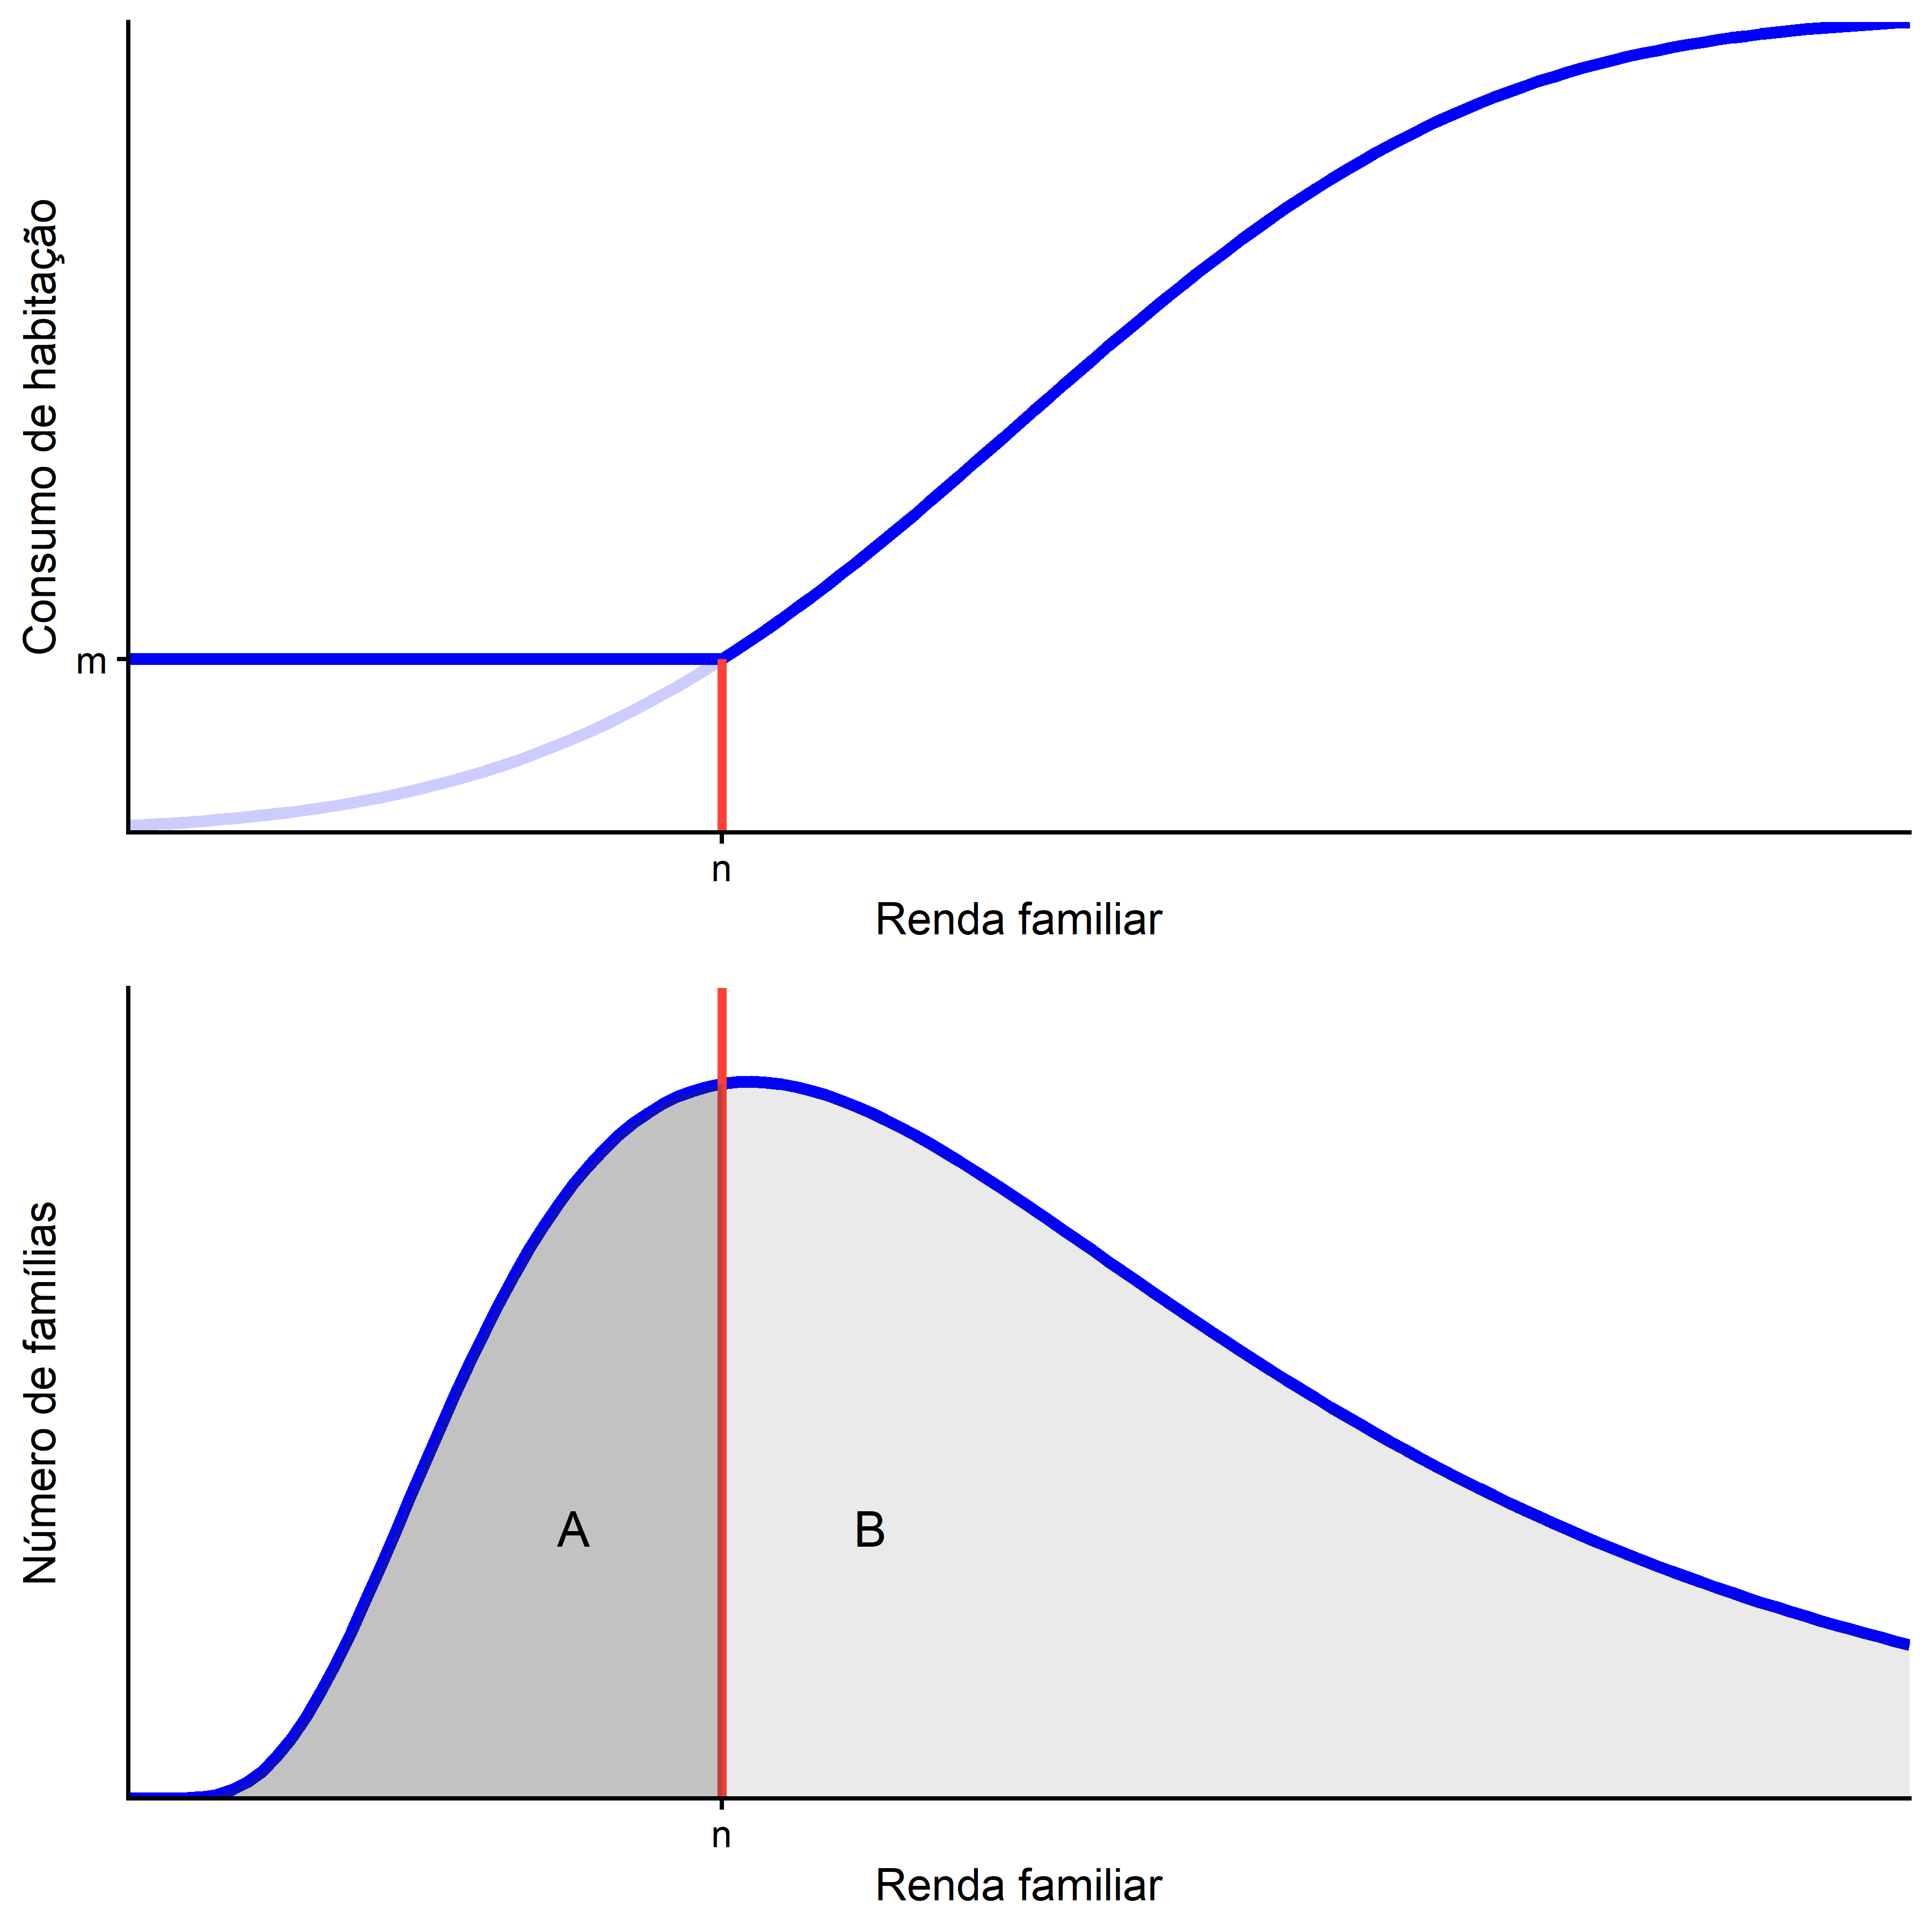 Consumo de habitação
m
n
Renda familiar
Número de famílias
A
B
n
Renda familiar